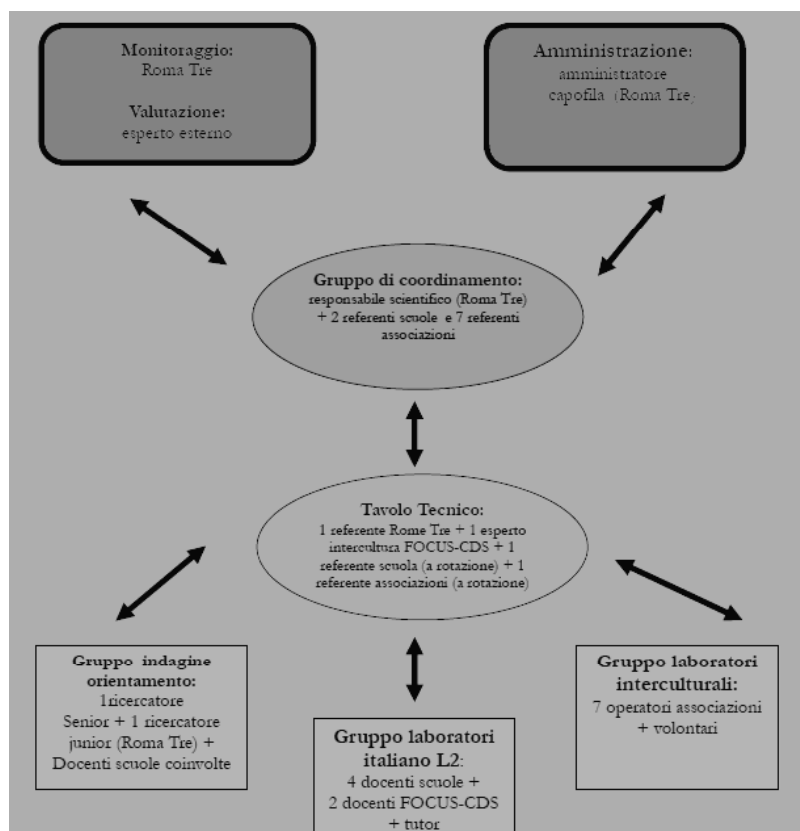 Monitoraggio:
Roma Tre
Valutazione:
esperto esterno
Amministrazione:
amministratore
capofila (Roma Tre)
Gruppo di coordinamento:
responsabile scientifico (Roma Tre)
+ 2 referenti scuole e 7 referenti
associazioni
Tavolo Tecnico:
1 referente Rome Tre + 1 esperto
intercultura FOCUS-CDS + 1
referente scuola (a rotazione) + 1
referente associazioni (a rotazione)
Gruppo indagine
orientamento:
1ricercatore
Senior + 1 ricercatore
junior (Roma Tre) +
Docenti scuole coinvolte
Gruppo laboratori
italiano L2:
4 docenti scuole +
2 docenti FOCUS-CDS
+ tutor
Gruppo laboratori
interculturali:
7 operatori associazioni
+ volontari